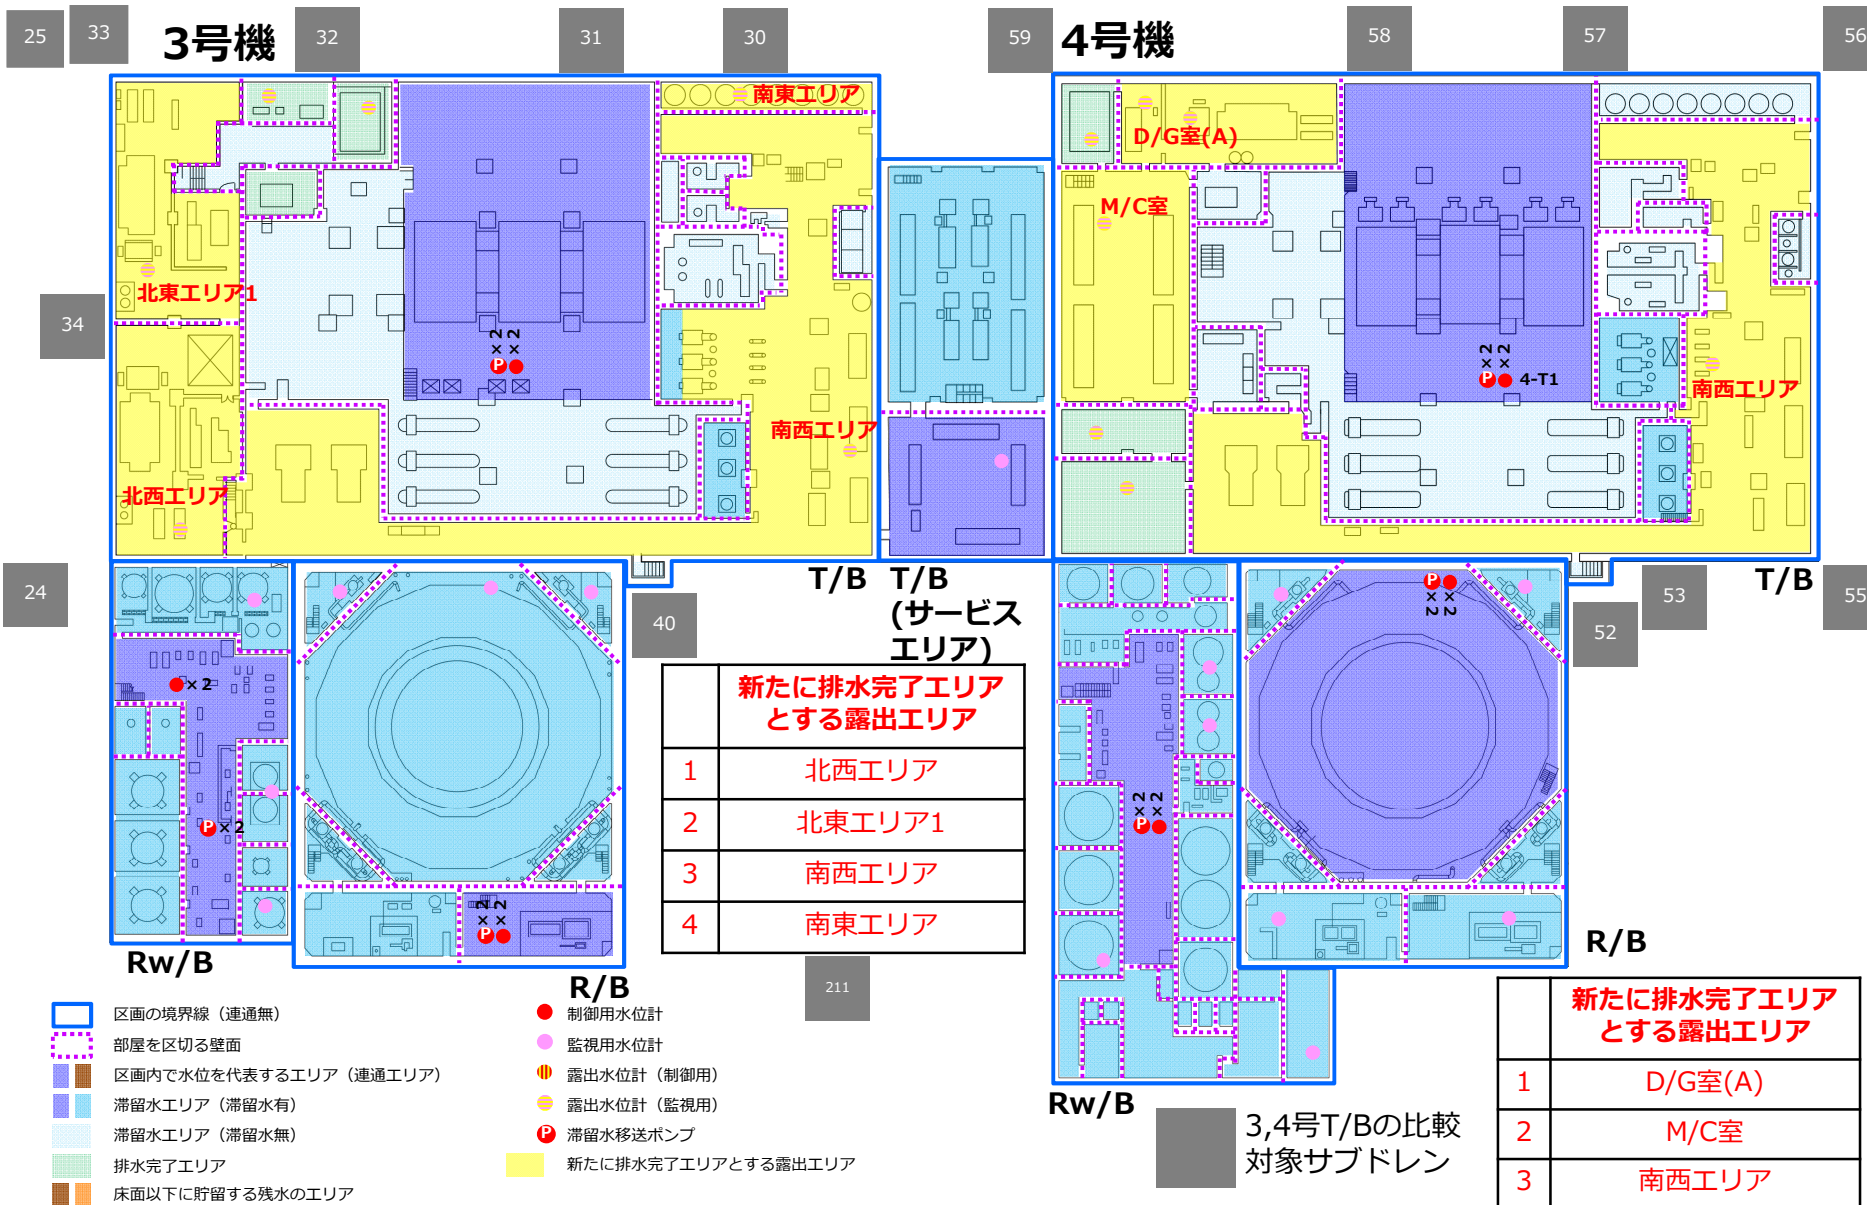 25
33
3号機
32
31
30
59
4号機
58
57
56
南東エリア
D/G室(A)
M/C室
北東エリア1
34
×2
×2
P
×2
×2
P
4-T1
南西エリア
南西エリア
北西エリア
24
T/B
T/B
(サービス
エリア)
40
P
×2
×2
53
52
T/B
55
×2
P
×2
×2
×2
P
×2
×2
P
Rw/B
R/B
R/B
Rw/B
新たに排水完了エリア
とする露出エリア
1 北西エリア
2 北東エリア1
3 南西エリア
4 南東エリア
211
新たに排水完了エリア
とする露出エリア
1 D/G室(A)
2 M/C室
3 南西エリア
区画の境界線（連通無）
部屋を区切る壁面
区画内で水位を代表するエリア（連通エリア）
滞留水エリア（滞留水有）
滞留水エリア（滞留水無）
排水完了エリア
床面以下に貯留する残水のエリア
制御用水位計
監視用水位計
露出水位計（制御用）
露出水位計（監視用）
P 滞留水移送ポンプ
新たに排水完了エリアとする露出エリア
3,4号T/Bの比較
対象サブドレン